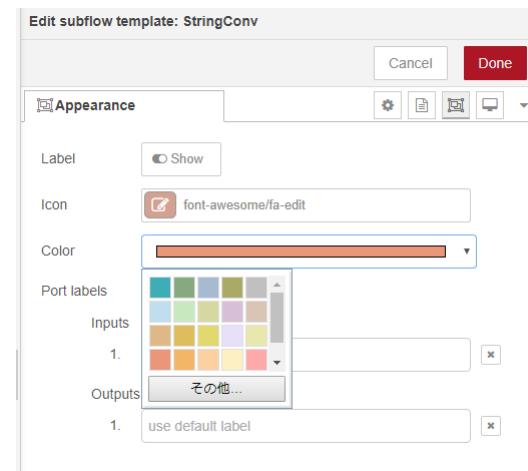 Edit subflow template: StringConv
Cancel
Done
Appearance
Label
Show
Icon
font-awesome/fa-edit
Color
Port labels
Inputs
1.
その他...
Outputs
1.
use default label